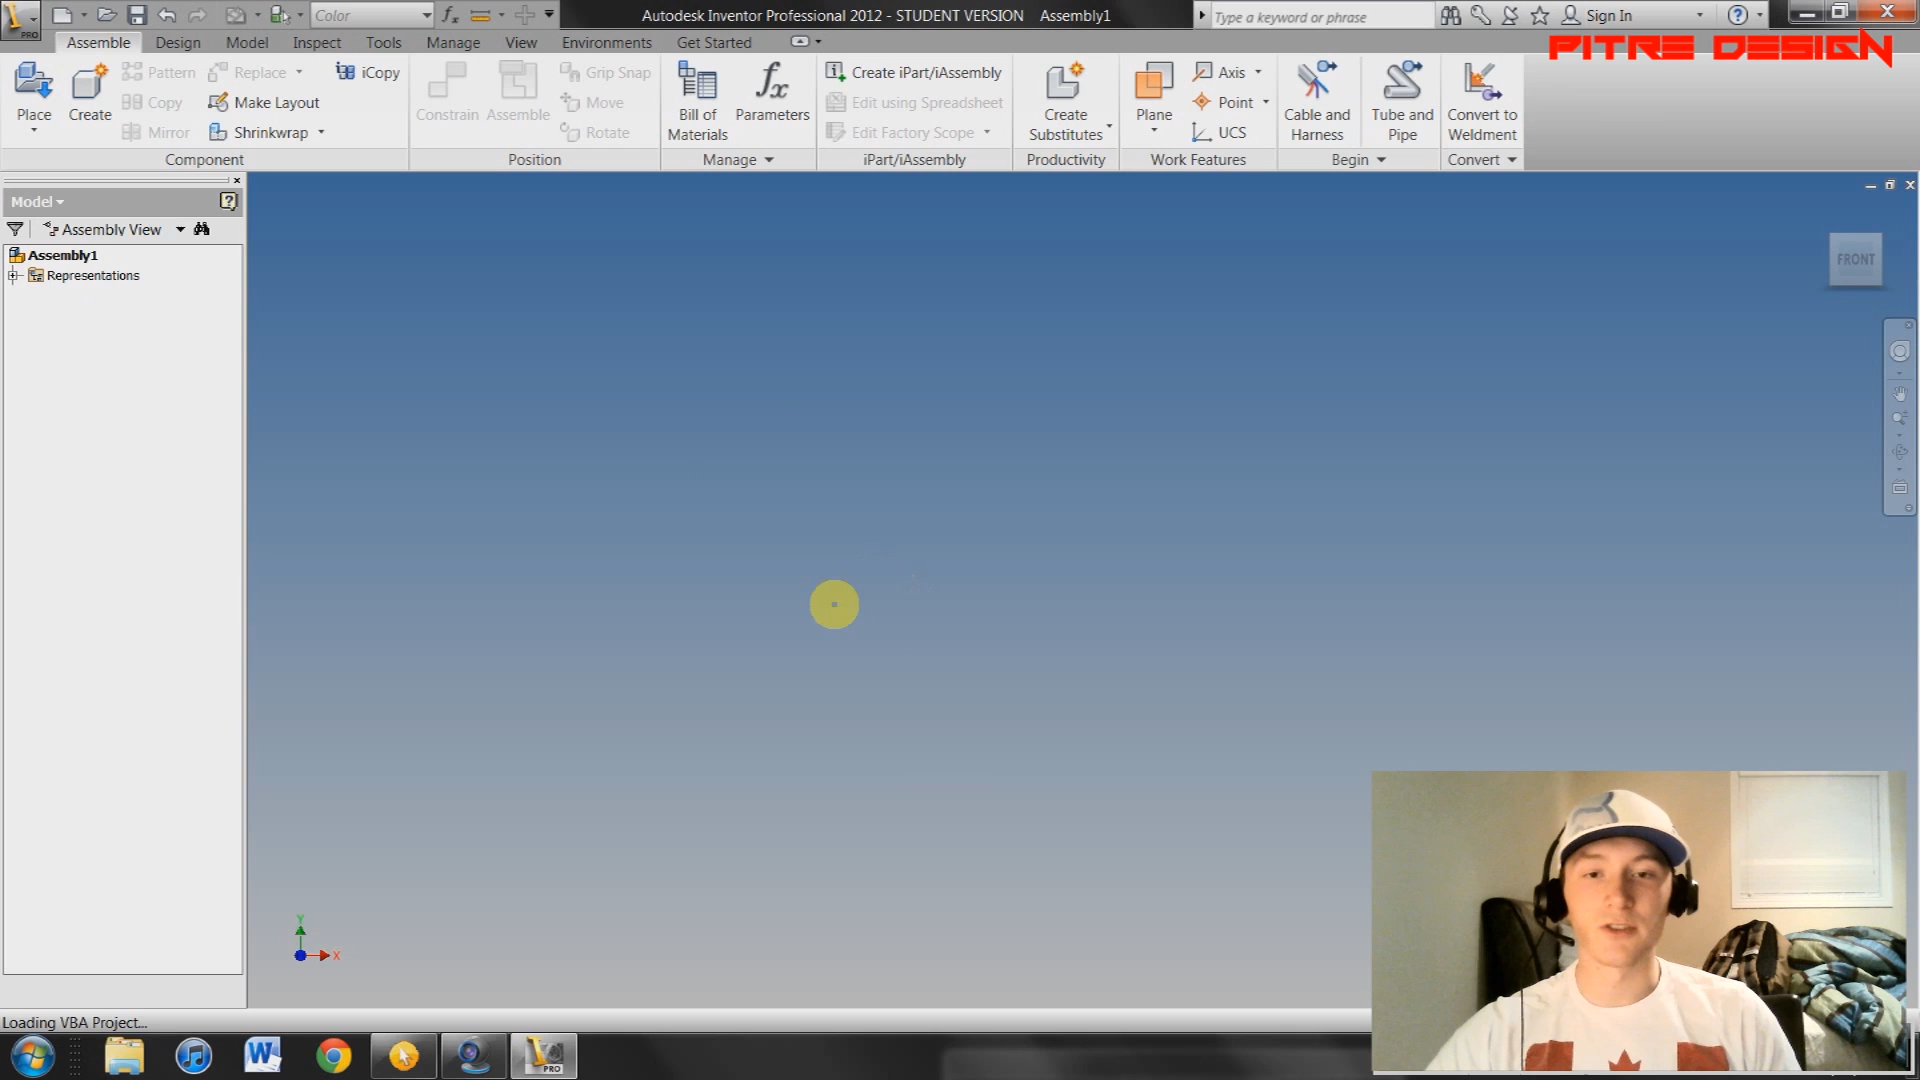 PRO
Color
Autodesk Inventor Professional 2012 - STUDENT VERSION Assembly1
Type a keyword or phrase
Sign In
PITRE DESIGN
Assemble Design Model Inspect Tools Manage View Environments Get Started
Place
Create
Pattern
Copy
Mirror
Replace
Make Layout
Shrinkwrap
iCopy
Component
Constrain
Assemble
Grip Snap
Move
Rotate
Position
Bill of Materials
Parameters
Manage
Create iPart/iAssembly
Edit using Spreadsheet
Edit Factory Scope
iPart/iAssembly
Create Substitutes
Productivity
Plane
Axis
Point
UCS
Work Features
Cable and Harness
Tube and Pipe
Begin
Convert to Weldment
Convert
Model
Assembly View
Assembly1
Representations
FRONT
Y
X
Loading VBA Project...
PRO